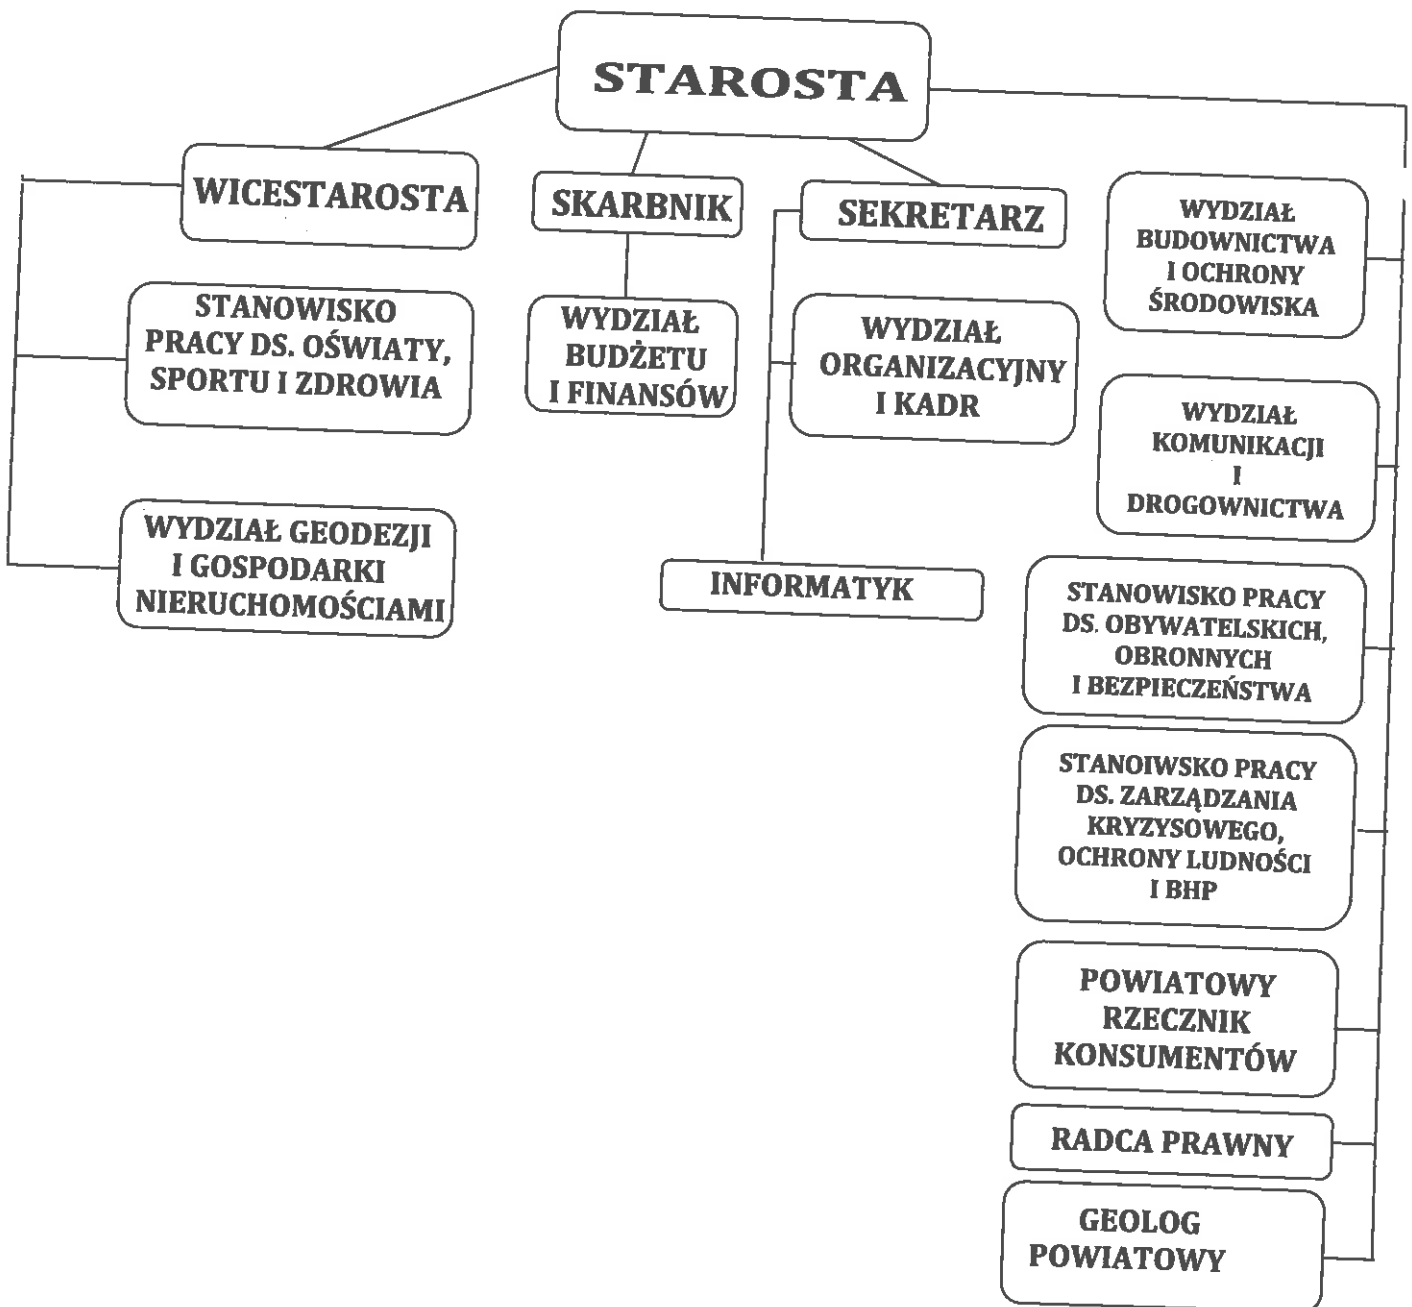 STAROSTA
WICESTAROSTA
SKARBNIK
SEKRETARZ
WYDZIAŁ
BUDOWNICTWA
I OCHRONY
ŚRODOWISKA
STANOWISKO
PRACY DS. OŚWIATY,
SPORTU I ZDROWIA
WYDZIAŁ
BUDŻETU
I FINANSÓW
WYDZIAŁ
ORGANIZACYJNY
I KADR
WYDZIAŁ
KOMUNIKACJI
I
DROGOWNICTWA
WYDZIAŁ GEODEZJI
I GOSPODARKI
NIERUCHOMOŚCIAMI
INFORMATYK
STANOWISKO PRACY
DS. OBYWATELSKICH,
OBRONNYCH
I BEZPIECZEŃSTWA
STANOIWSKO PRACY
DS. ZARZĄDZANIA
KRYZYSOWEGO,
OCHRONY LUDNOŚCI
I BHP
POWIATOWY
RZECZNIK
KONSUMENTÓW
RADCA PRAWNY
GEOLOG
POWIATOWY